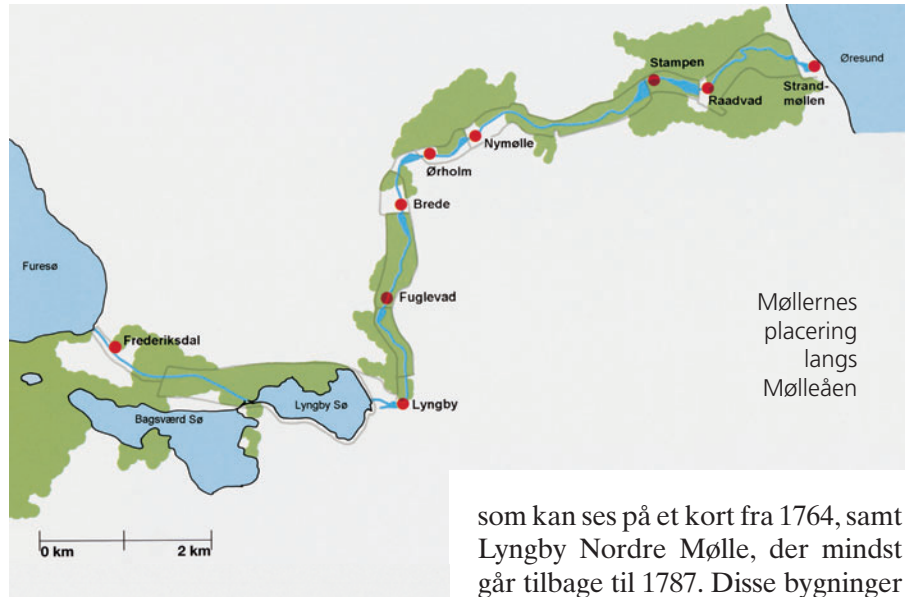 Stampen
Øresund
Raadvad
Strand-
møllen
Nymølle
Ørholm
Brede
Furesø
Fuglevad
Møllernes
placering
langs
Mølleåen
Frederiksdal
Lyngby Sø
Lyngby
Bagsværd Sø
0 km
2 km
som kan ses på et kort fra 1764, samt
Lyngby Nordre Mølle, der mindst
går tilbage til 1787. Disse bygninger